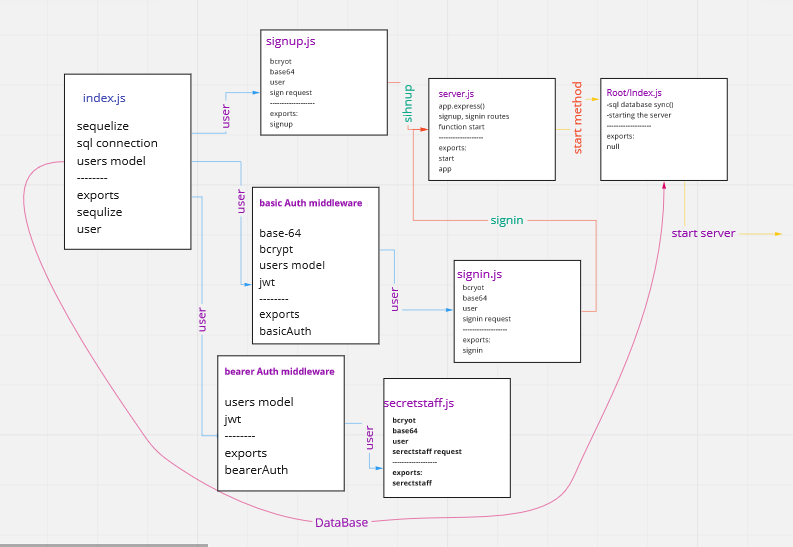 signup.js
bcryot
base64
user
sign request
-------------------
exports:
signup
index.js
sequelize
sql connection
users model
--------
exports
sequlize
user
user
sihnup
server.js
app.express()
signup, signin routes
function start
-------------------
exports:
start
app
start method
Root/Index.js
-sql database sync()
-starting the server
-------------------
exports:
null
user
basic Auth middleware
base-64
bcrypt
users model
jwt
--------
exports
basicAuth
signin
start server
user
signin.js
bcryot
base64
user
signin request
-------------------
exports:
signin
user
bearer Auth middleware
users model
jwt
--------
exports
bearerAuth
user
secretstaff.js
bcryot
base64
user
serectstaff request
-------------------
exports:
serectstaff
DataBase